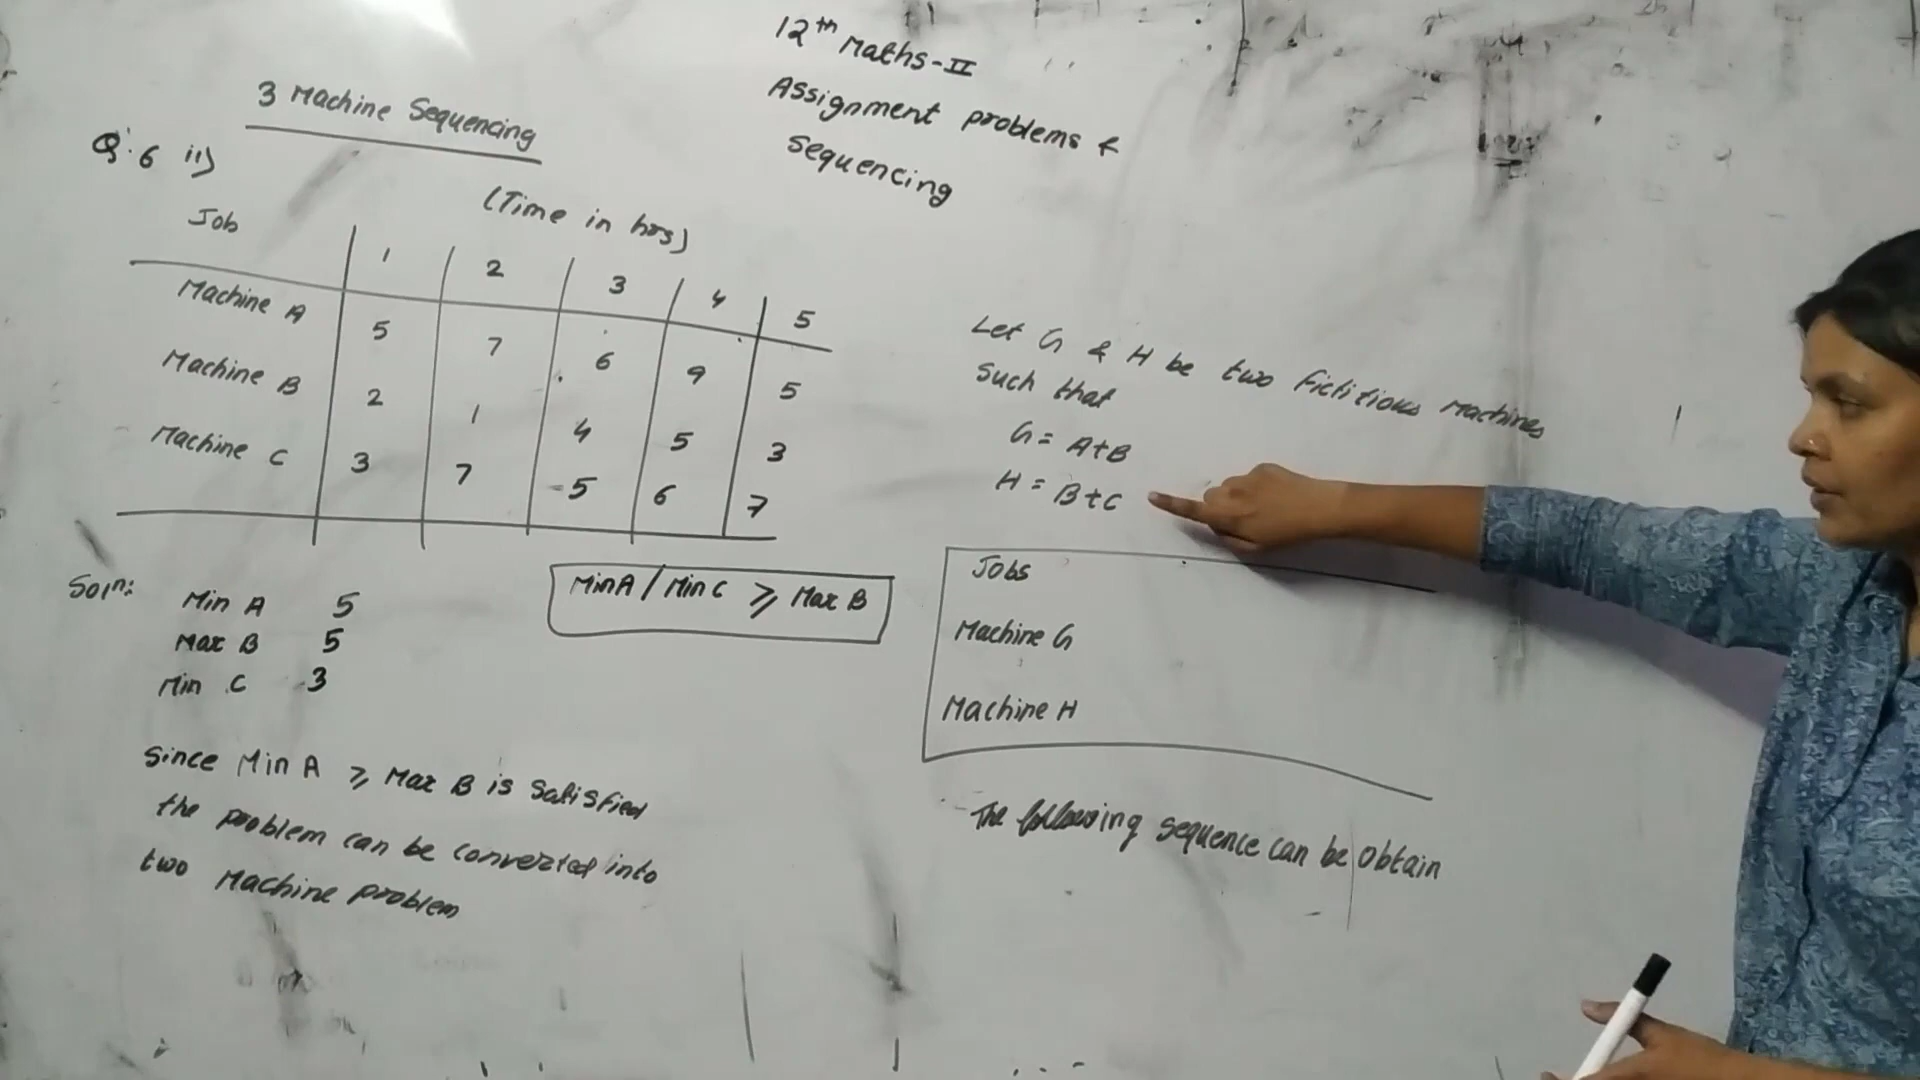 12th Maths-II
Assignment problems &
Sequencing
3 Machine Sequencing
Q.6 ii)
(Time in hrs)
Job 1 2 3 4 5
Machine A 5 7 6 9 5
Machine B 2 1 4 5 3
Machine C 3 7 5 6 7
Soln:
Min A 5
Max B 5
Min C 3
Min A / Min C ⩾ Max B
Since Min A ⩾ Max B is satisfied
the problem can be converted into
two Machine problem
Let G & H be two fictitious Machines
Such that
G = A+B
H = B+C
Jobs
Machine G
Machine H
The following sequence can be obtain